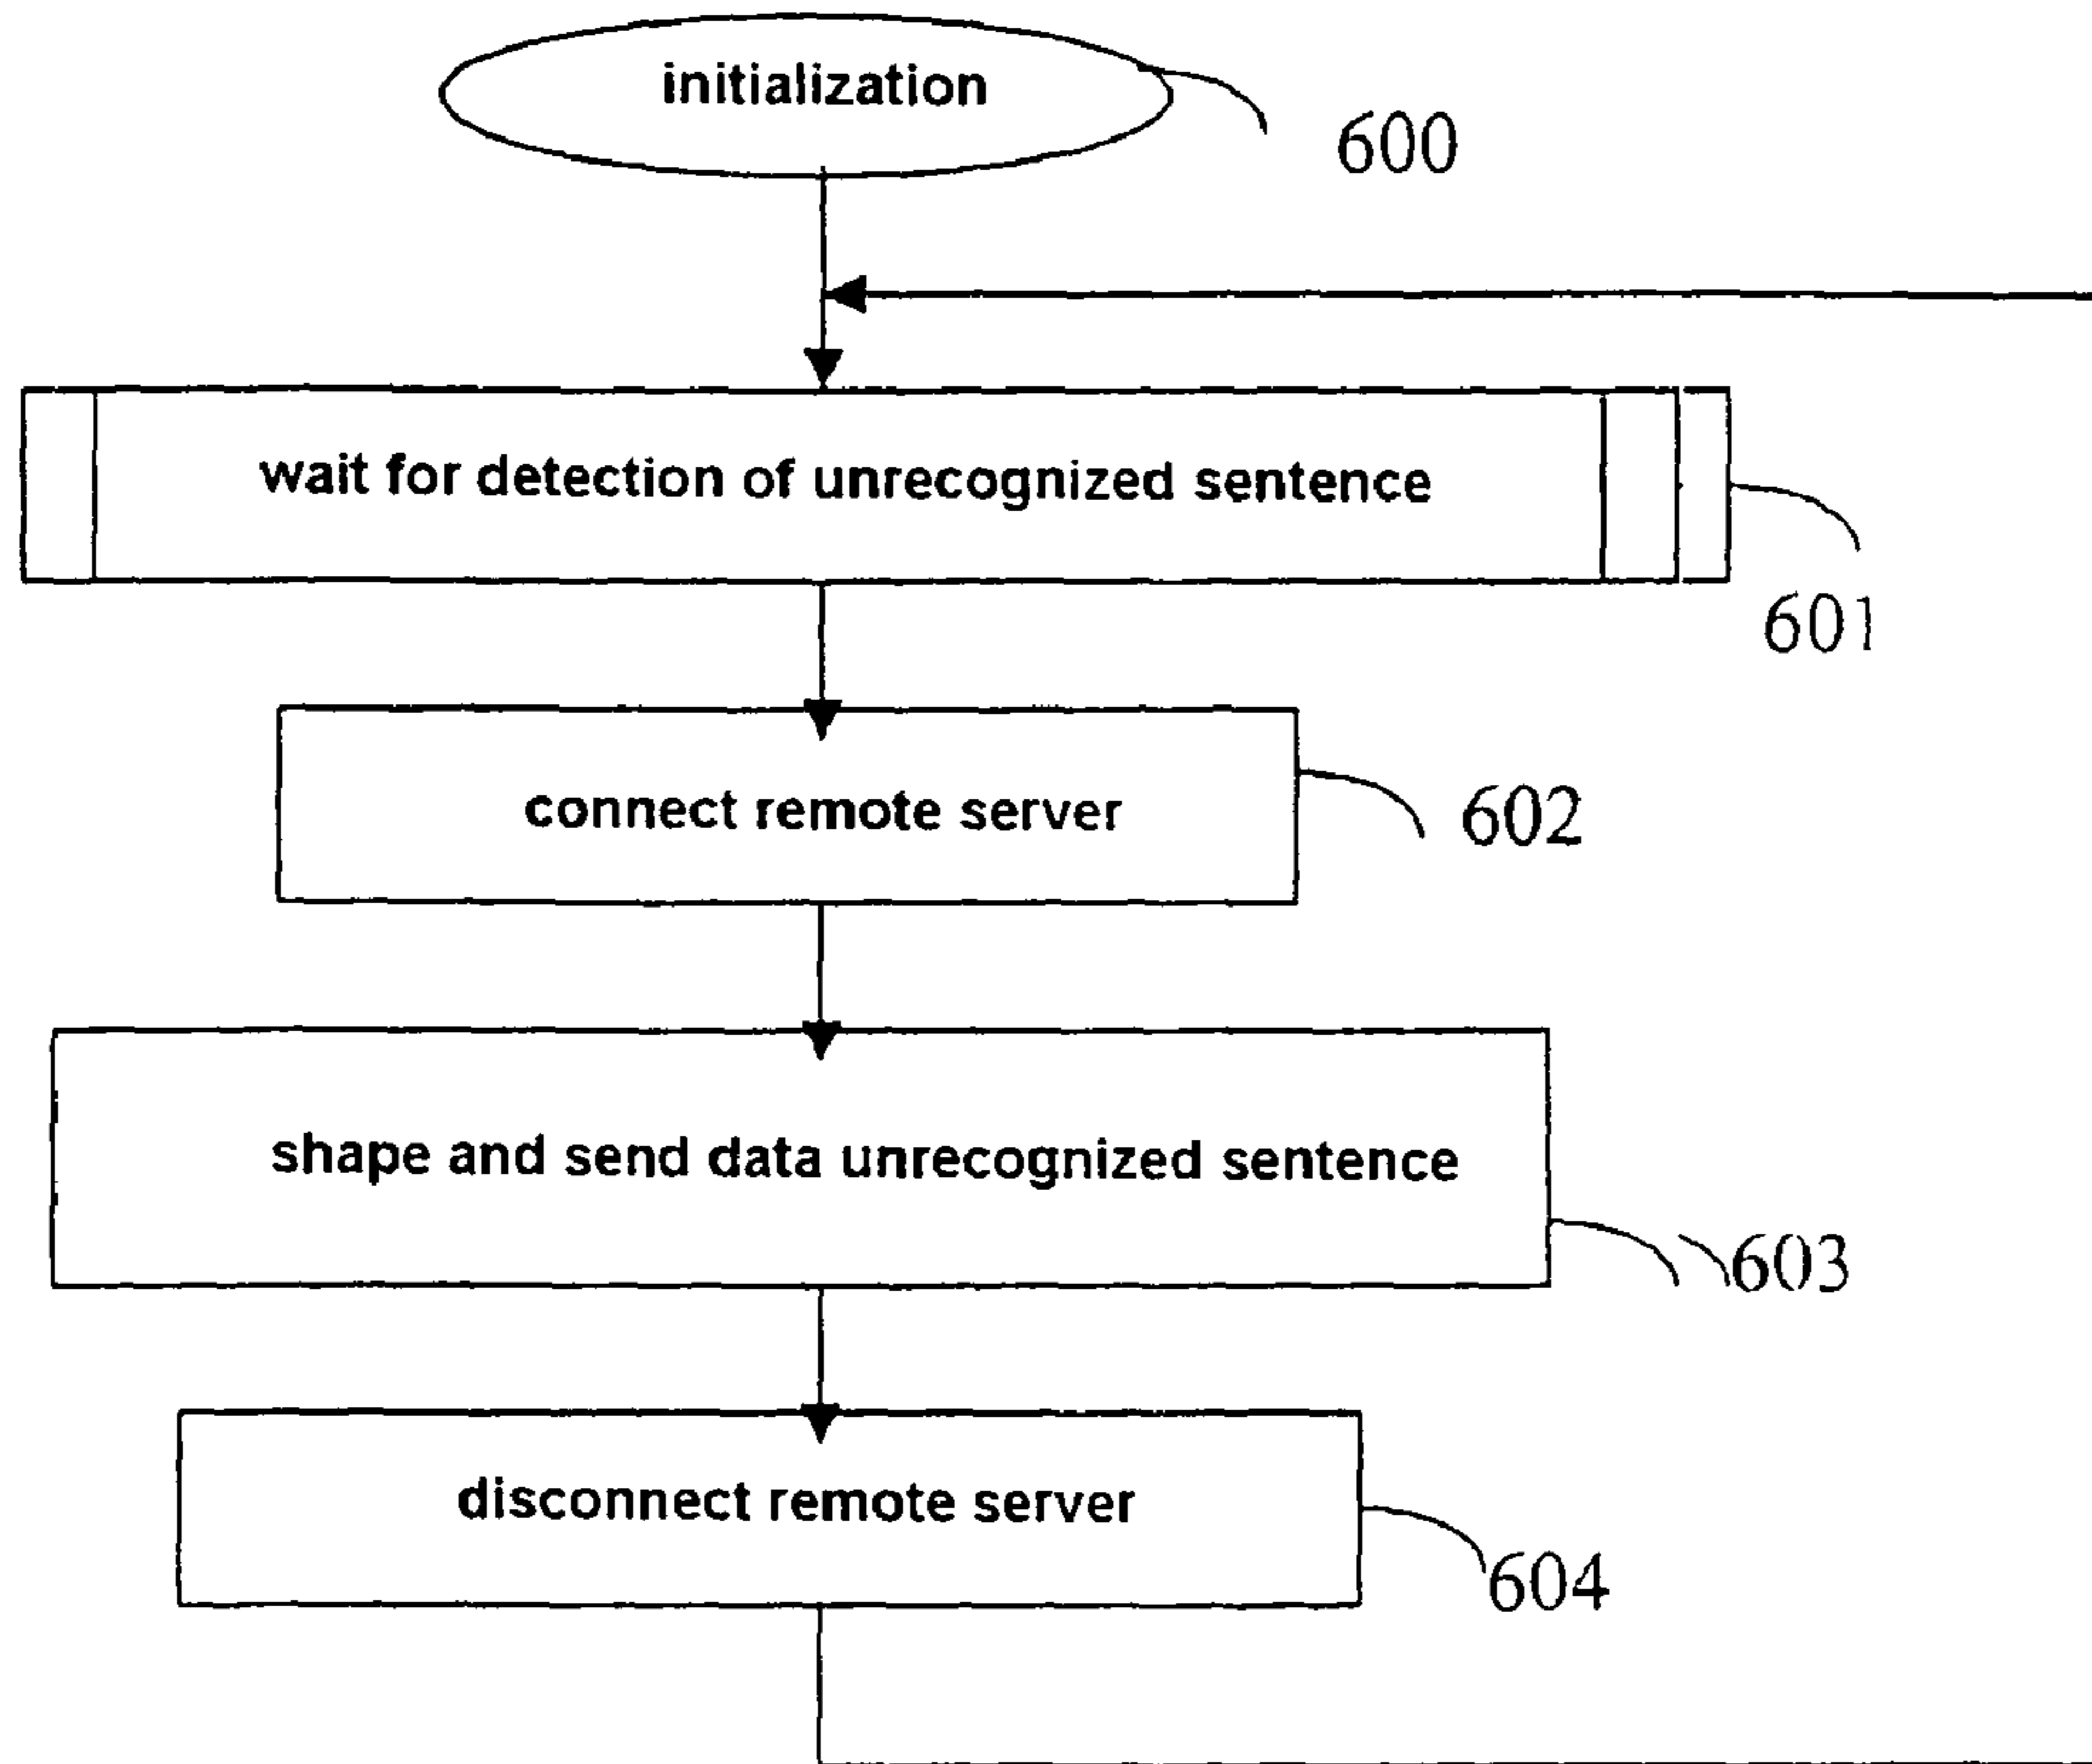 initialization
600
wait for detection of unrecognized sentence
601
connect remote server
602
shape and send data unrecognized sentence
603
disconnect remote server
604